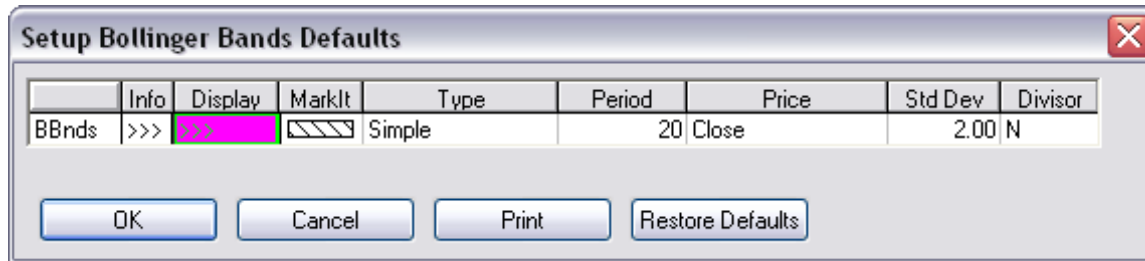 Setup Bollinger Bands Defaults
Info Display MarkIt Type Period Price Std Dev Divisor
BBnds >>> >>> Simple 20 Close 2.00 N
OK Cancel Print Restore Defaults